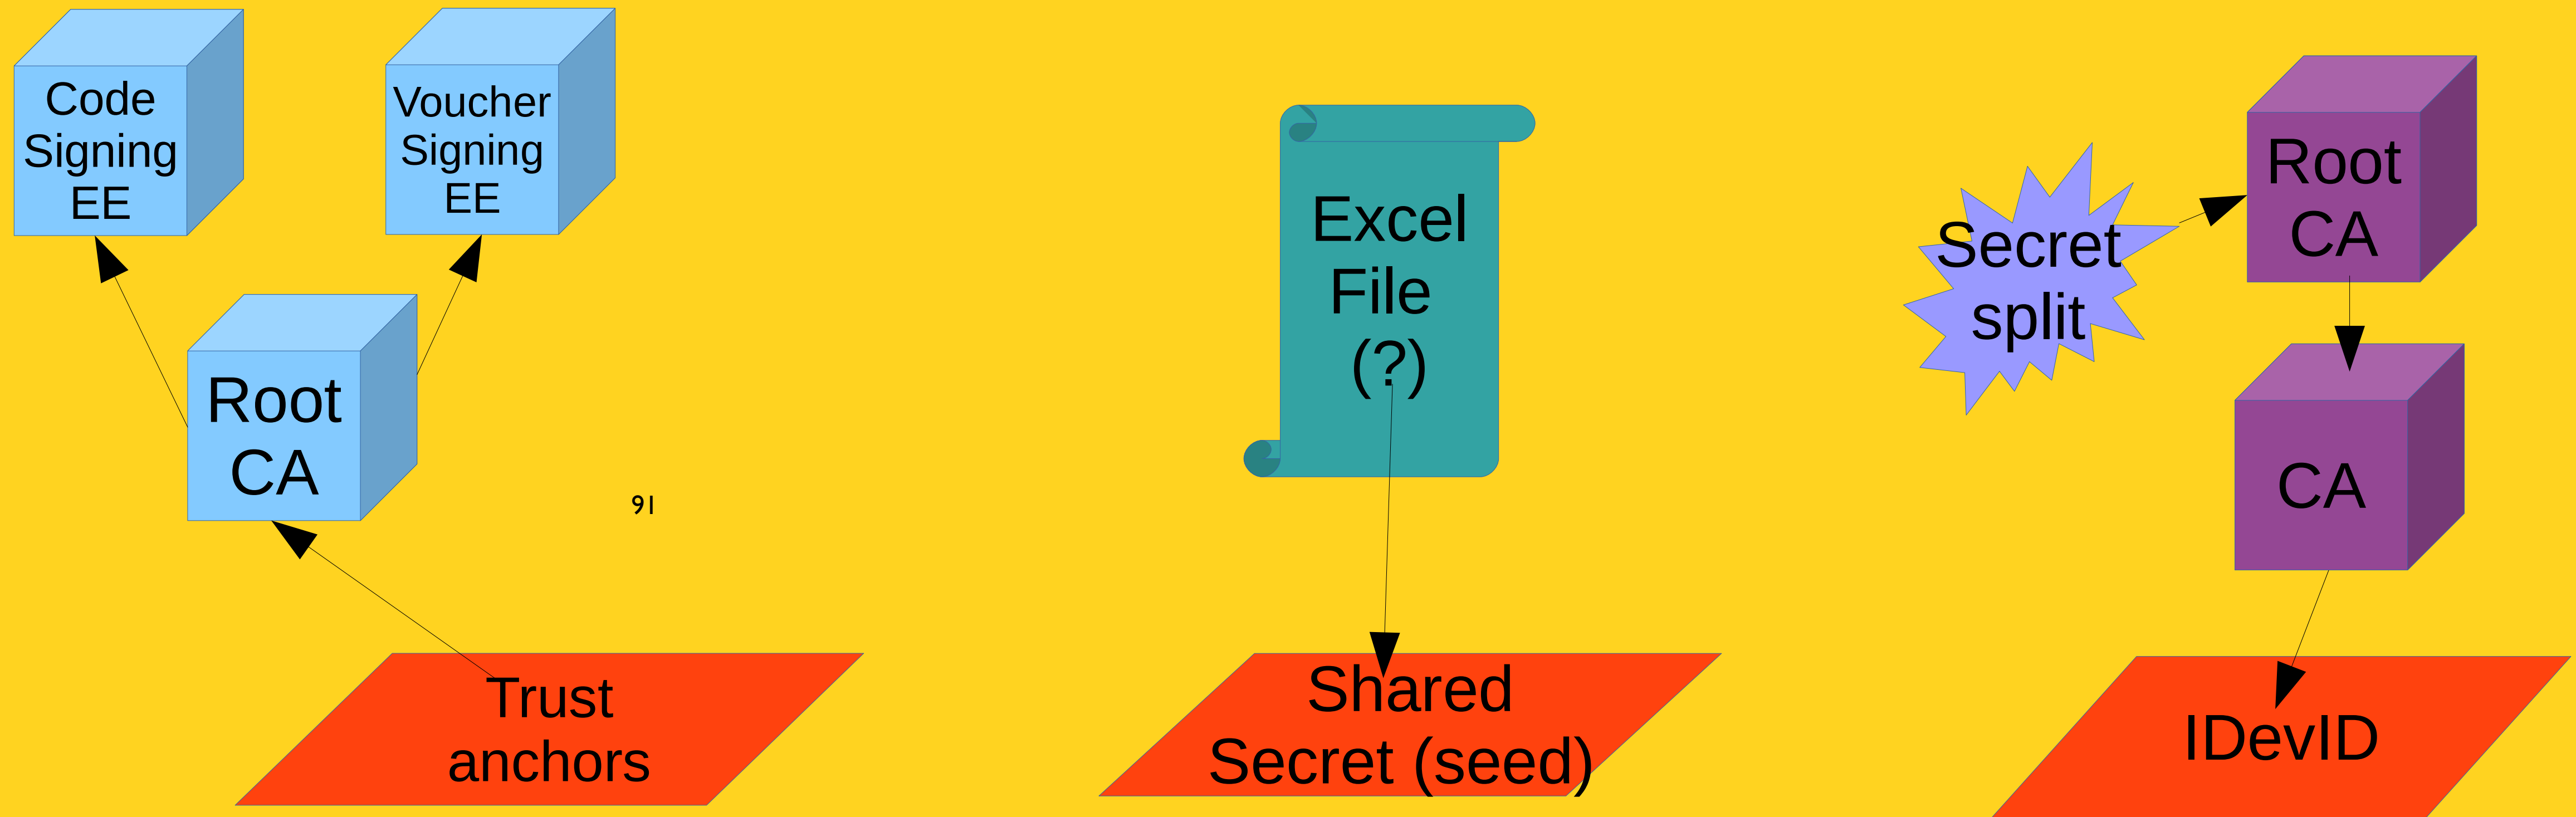 Code
Signing
EE
Voucher
Signing
EE
Root
CA
Trust
anchors
Excel
File
(?)
Shared
Secret (seed)
Secret
split
Root
CA
CA
IDevID